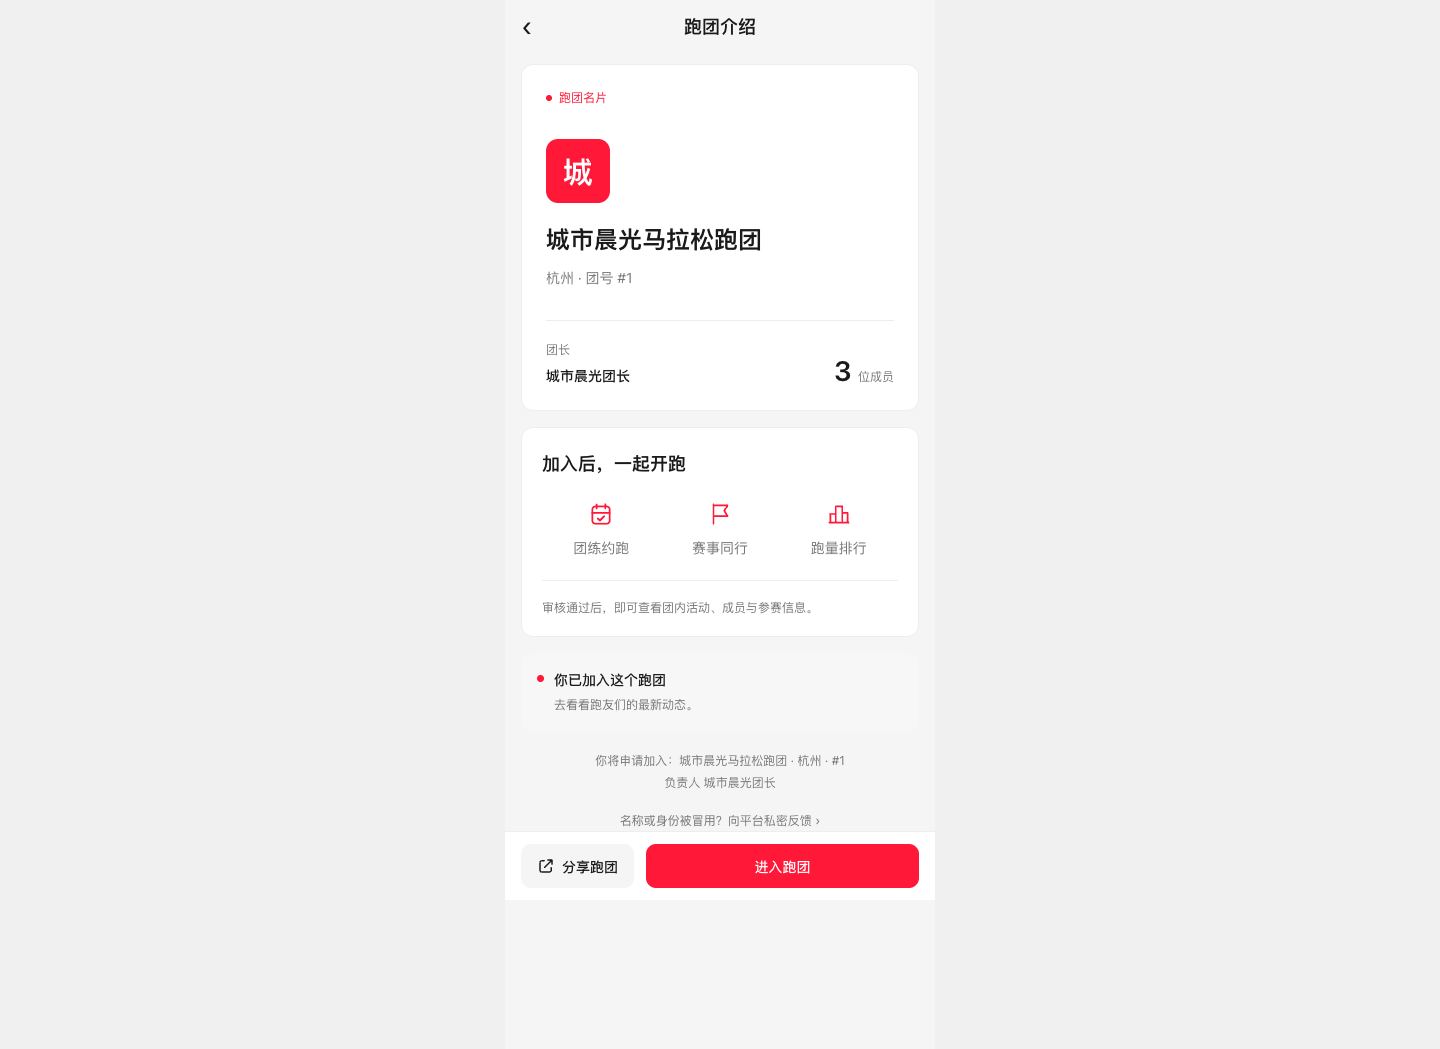 ‹ 跑团介绍
跑团名片
城
城市晨光马拉松跑团
杭州 · 团号 #1
团长
城市晨光团长
3 位成员
加入后，一起开跑
团练约跑 赛事同行 跑量排行
审核通过后，即可查看团内活动、成员与参赛信息。
你已加入这个跑团
去看看跑友们的最新动态。
你将申请加入：城市晨光马拉松跑团 · 杭州 · #1
负责人 城市晨光团长
名称或身份被冒用？向平台私密反馈 ›
分享跑团 进入跑团